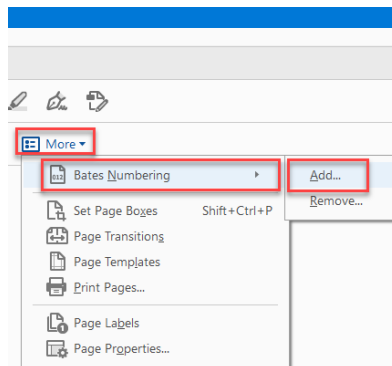 More
Bates Numbering
Add...
Remove...
Set Page Boxes Shift+Ctrl+P
Page Transitions
Page Templates
Print Pages...
Page Labels
Page Properties...